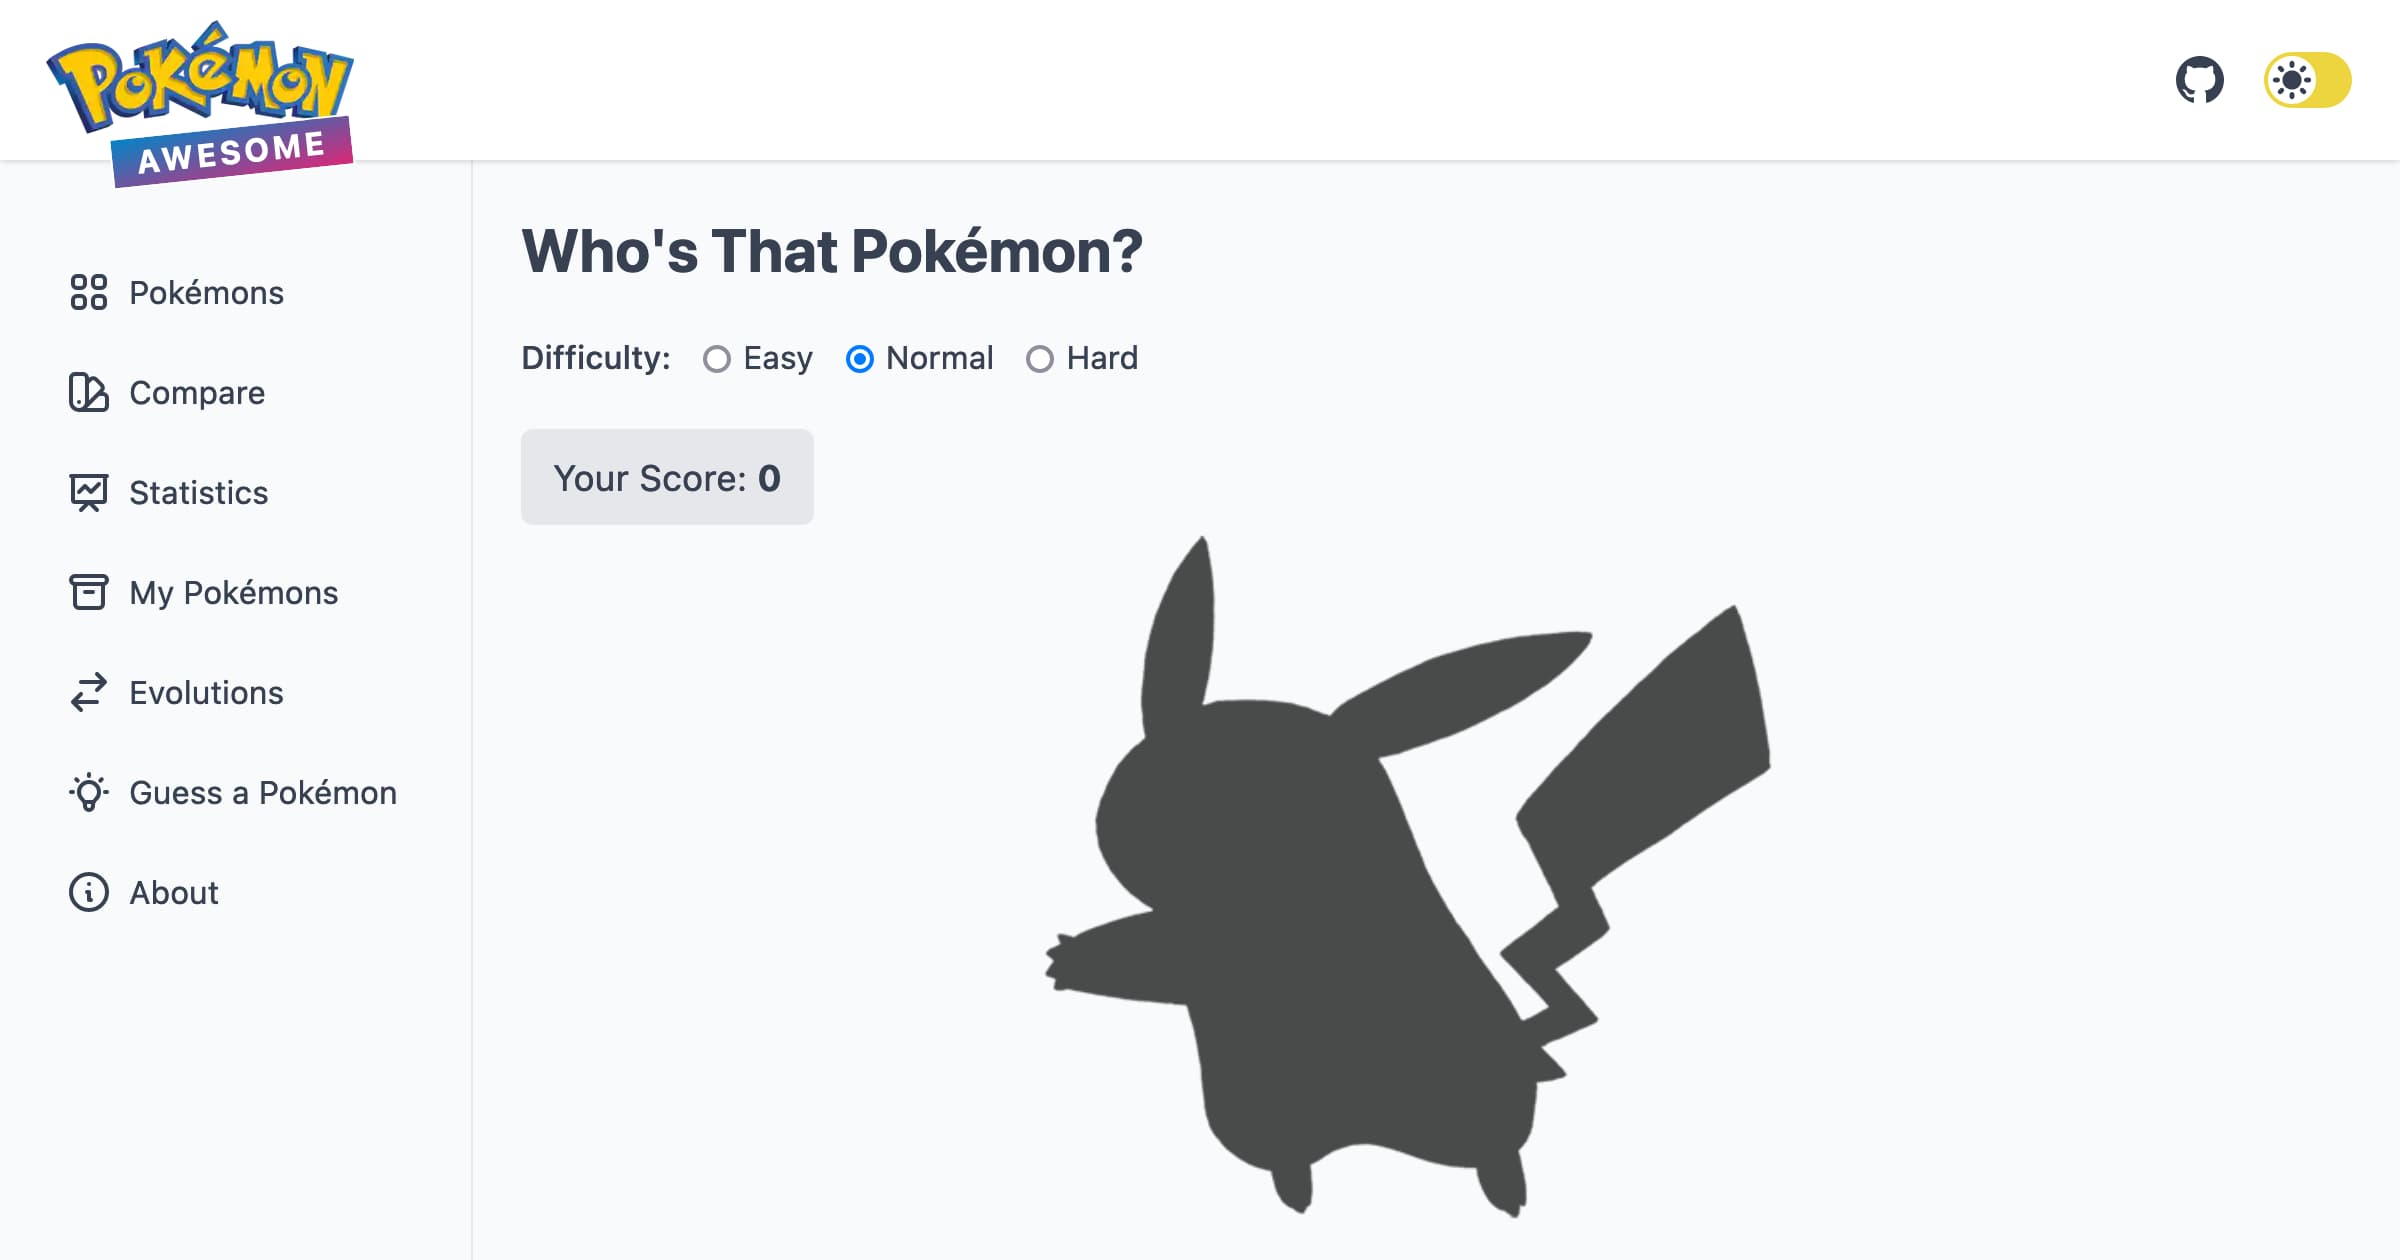 POKÉMON
AWESOME
Pokémons
Compare
Statistics
My Pokémons
Evolutions
Guess a Pokémon
About
Who's That Pokémon?
Difficulty: Easy Normal Hard
Your Score: 0